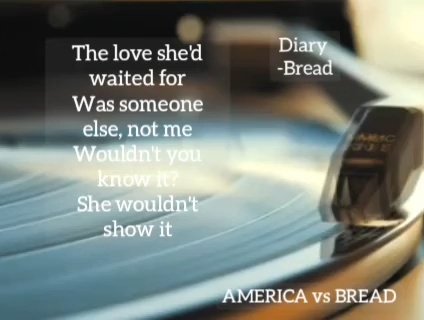 The love she'd
waited for
Was someone
else, not me
Wouldn't you
know it?
She wouldn't
show it
Diary
-Bread
AMERICA vs BREAD